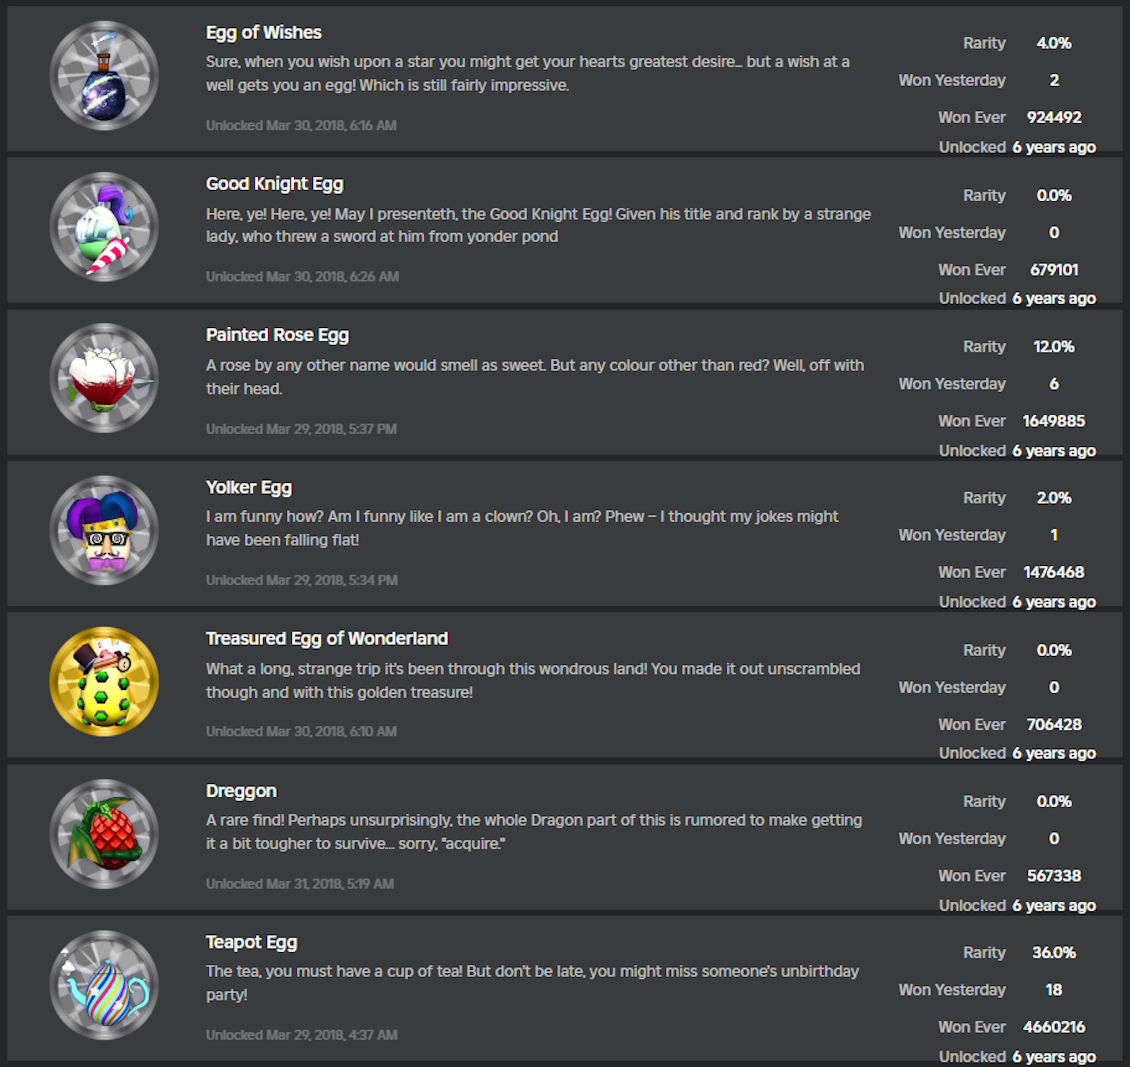 Egg of Wishes
Sure, when you wish upon a star you might get your hearts greatest desire... but a wish at a
well gets you an egg! Which is still fairly impressive.
Unlocked Mar 30, 2018, 6:16 AM
Rarity 4.0%
Won Yesterday 2
Won Ever 924492
Unlocked 6 years ago
Good Knight Egg
Here, ye! Here, ye! May I presenteth, the Good Knight Egg! Given his title and rank by a strange
lady, who threw a sword at him from yonder pond
Unlocked Mar 30, 2018, 6:26 AM
Rarity 0.0%
Won Yesterday 0
Won Ever 679101
Unlocked 6 years ago
Painted Rose Egg
A rose by any other name would smell as sweet. But any colour other than red? Well, off with
their head.
Unlocked Mar 29, 2018, 5:37 PM
Rarity 12.0%
Won Yesterday 6
Won Ever 1649885
Unlocked 6 years ago
Yolker Egg
I am funny how? Am I funny like I am a clown? Oh, I am? Phew – I thought my jokes might
have been falling flat!
Unlocked Mar 29, 2018, 5:34 PM
Rarity 2.0%
Won Yesterday 1
Won Ever 1476468
Unlocked 6 years ago
Treasured Egg of Wonderland
What a long, strange trip it's been through this wondrous land! You made it out unscrambled
though and with this golden treasure!
Unlocked Mar 30, 2018, 6:10 AM
Rarity 0.0%
Won Yesterday 0
Won Ever 706428
Unlocked 6 years ago
Dreggon
A rare find! Perhaps unsurprisingly, the whole Dragon part of this is rumored to make getting
it a bit tougher to survive... sorry, "acquire."
Unlocked Mar 31, 2018, 5:19 AM
Rarity 0.0%
Won Yesterday 0
Won Ever 567338
Unlocked 6 years ago
Teapot Egg
The tea, you must have a cup of tea! But don't be late, you might miss someone's unbirthday
party!
Unlocked Mar 29, 2018, 4:37 AM
Rarity 36.0%
Won Yesterday 18
Won Ever 4660216
Unlocked 6 years ago